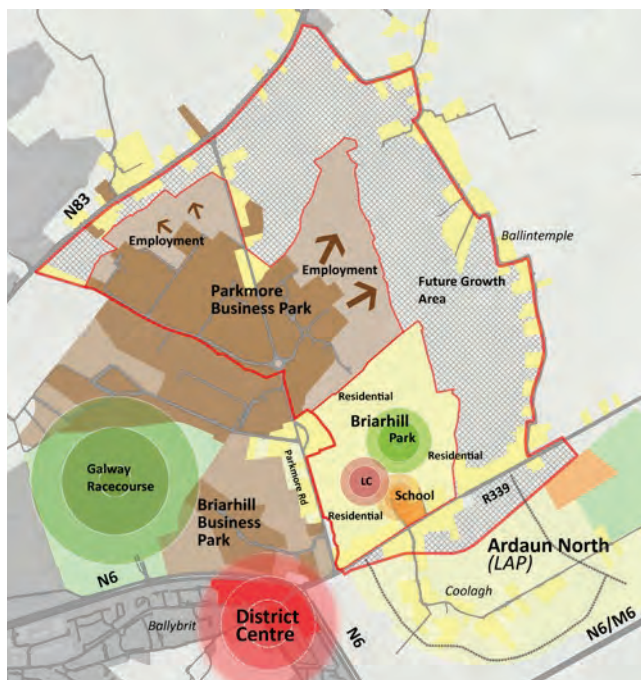 N83
Employment
Employment
Ballintemple
Parkmore
Business Park
Future Growth
Area
Residential
Briarhill
Park
Residential
Galway
Racecourse
Parkmore Rd
LC
School
R339
Briarhill
Business
Park
Residential
Ardaun North
(LAP)
N6
Coolagh
District
Centre
Ballybrit
N6
N6/M6